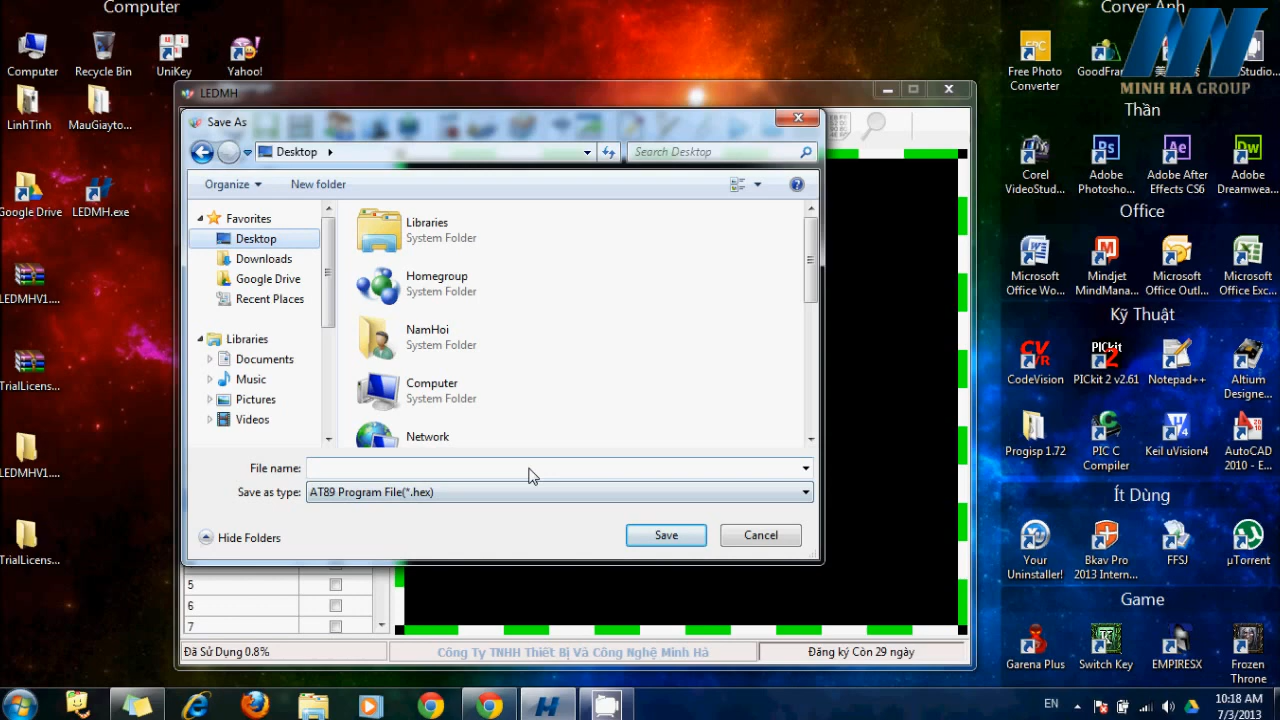 Computer
Corver Anh
Computer
Recycle Bin
UniKey
Yahoo!
Free Photo
Converter
GoodFra...
Studio...
MINH HA GROUP
LinhTinh
MauGiayto...
Thần
Google Drive
LEDMH.exe
Corel
VideoStud...
Adobe
Photosho...
Adobe After
Effects CS6
Adobe
Dreamwea...
Office
LEDMHV1....
Microsoft
Office Wo...
Mindjet
MindMana...
Microsoft
Office Outl...
Microsoft
Office Exc...
Kỹ Thuật
TrialLicens...
CodeVision
PICkit 2 v2.61
Notepad++
Altium
Designe...
LEDMHV1....
Progisp 1.72
PIC C
Compiler
Keil uVision4
AutoCAD
2010 - E...
Ít Dùng
TrialLicens...
Your
Uninstaller!
Bkav Pro
2013 Intern...
FFSJ
µTorrent
Game
Garena Plus
Switch Key
EMPIRESX
Frozen
Throne
LEDMH
Save As
Desktop
Search Desktop
Organize
New folder
Favorites
Desktop
Downloads
Google Drive
Recent Places
Libraries
Documents
Music
Pictures
Videos
Libraries
System Folder
Homegroup
System Folder
NamHoi
System Folder
Computer
System Folder
Network
File name:
Save as type: AT89 Program File(*.hex)
Hide Folders
Save
Cancel
5
6
7
Đã Sử Dụng 0.8%
Công Ty TNHH Thiết Bị Và Công Nghệ Minh Hà
Đăng ký Còn 29 ngày
EN
10:18 AM
7/3/2013